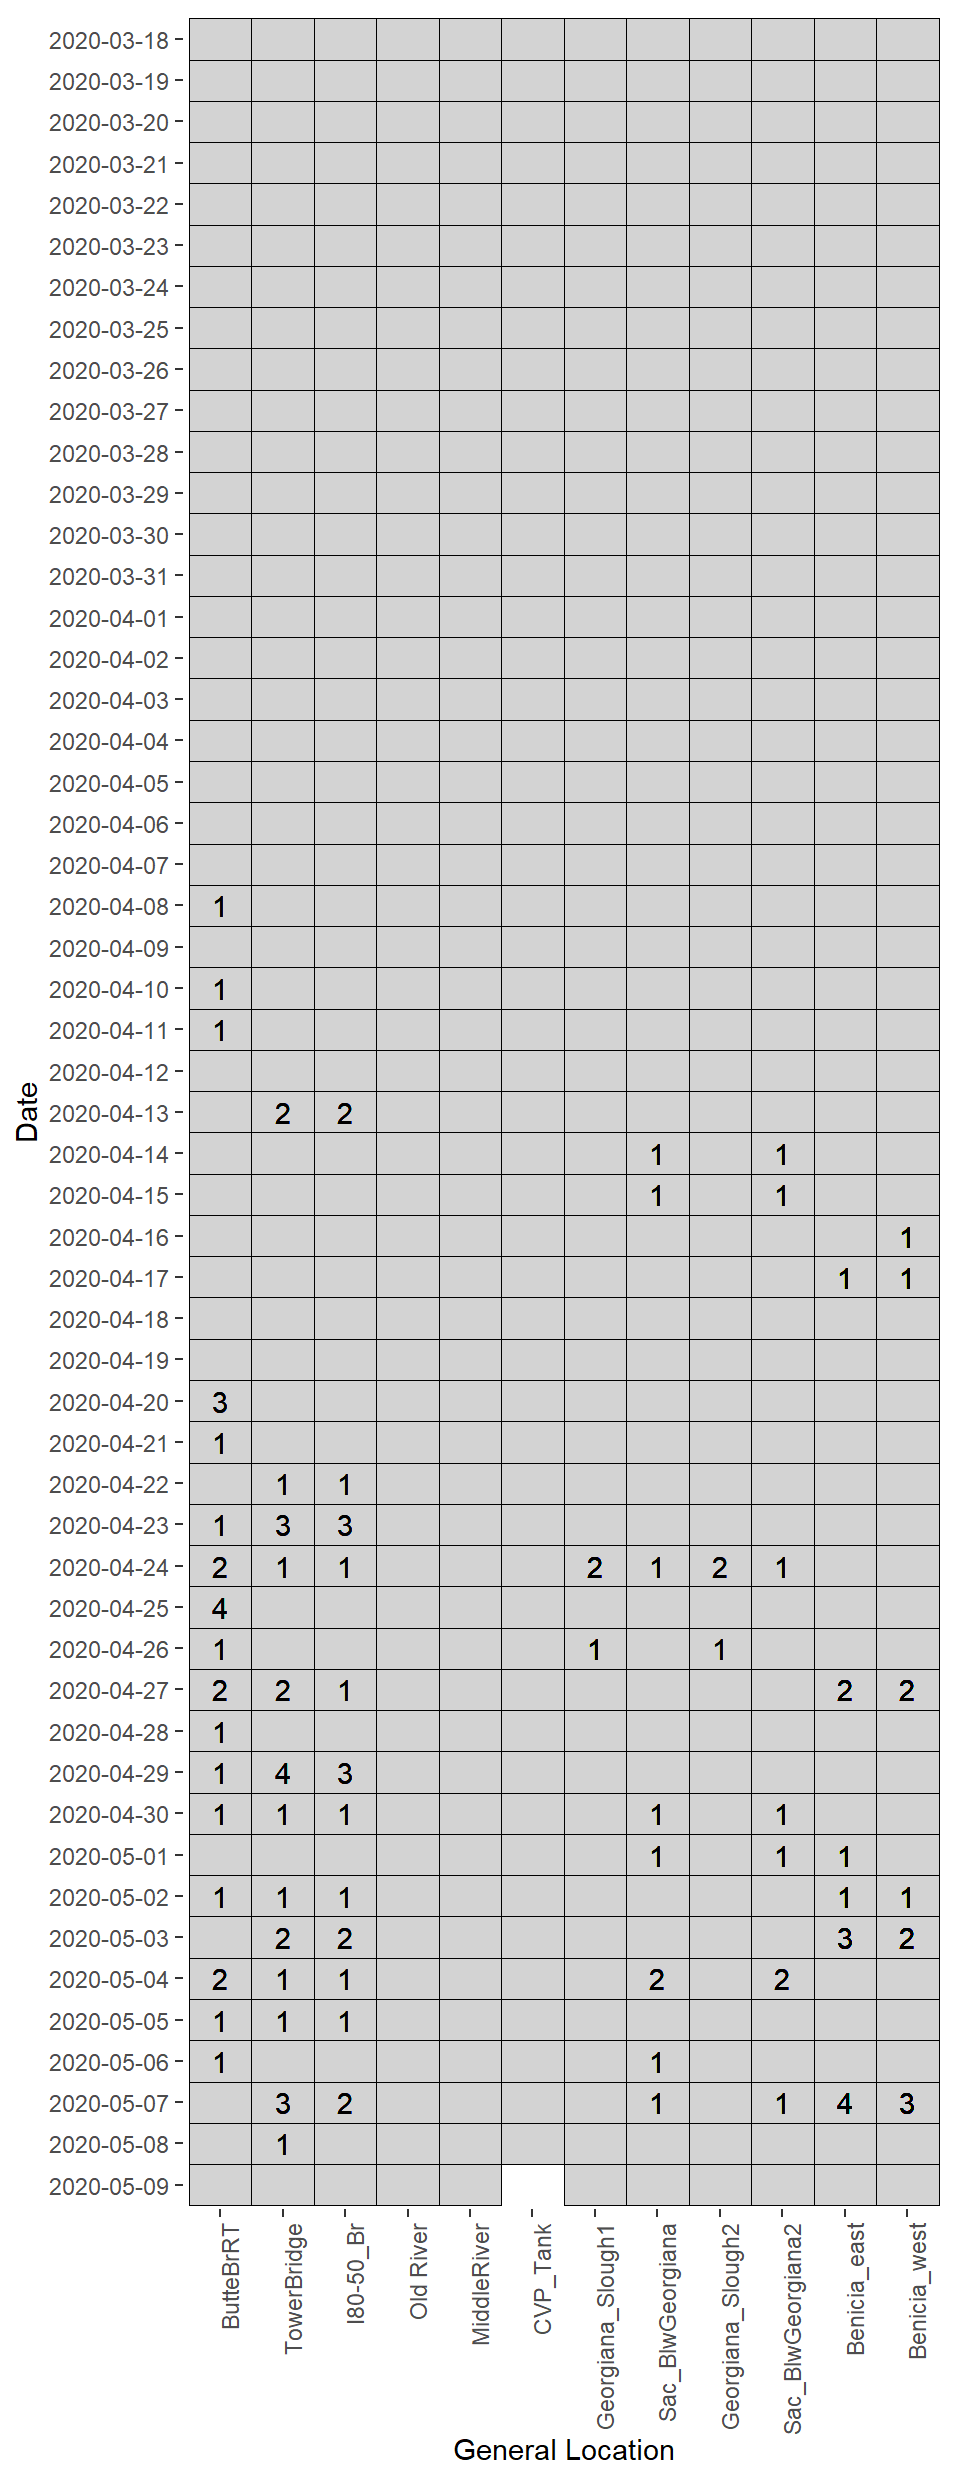 2020-03-18
2020-03-19
2020-03-20
2020-03-21
2020-03-22
2020-03-23
2020-03-24
2020-03-25
2020-03-26
2020-03-27
2020-03-28
2020-03-29
2020-03-30
2020-03-31
2020-04-01
2020-04-02
2020-04-03
2020-04-04
2020-04-05
2020-04-06
2020-04-07
2020-04-08 1
2020-04-09
2020-04-10 1
2020-04-11 1
2020-04-12
Date
2020-04-13 2 2
2020-04-14 1 1
2020-04-15 1 1
2020-04-16 1
2020-04-17 1 1
2020-04-18
2020-04-19
2020-04-20 3
2020-04-21 1
2020-04-22 1 1
2020-04-23 1 3 3
2020-04-24 2 1 1 2 1 2 1
2020-04-25 4
2020-04-26 1 1 1
2020-04-27 2 2 1 2 2
2020-04-28 1
2020-04-29 1 4 3
2020-04-30 1 1 1 1 1
2020-05-01 1 1 1
2020-05-02 1 1 1 1 1
2020-05-03 2 2 3 2
2020-05-04 2 1 1 2 2
2020-05-05 1 1 1
2020-05-06 1 1
2020-05-07 3 2 1 1 4 3
2020-05-08 1
2020-05-09
ButteBrRT
TowerBridge
I80-50_Br
Old River
MiddleRiver
CVP_Tank
Georgiana_Slough1
Sac_BlwGeorgiana
Georgiana_Slough2
Sac_BlwGeorgiana2
Benicia_east
Benicia_west
General Location